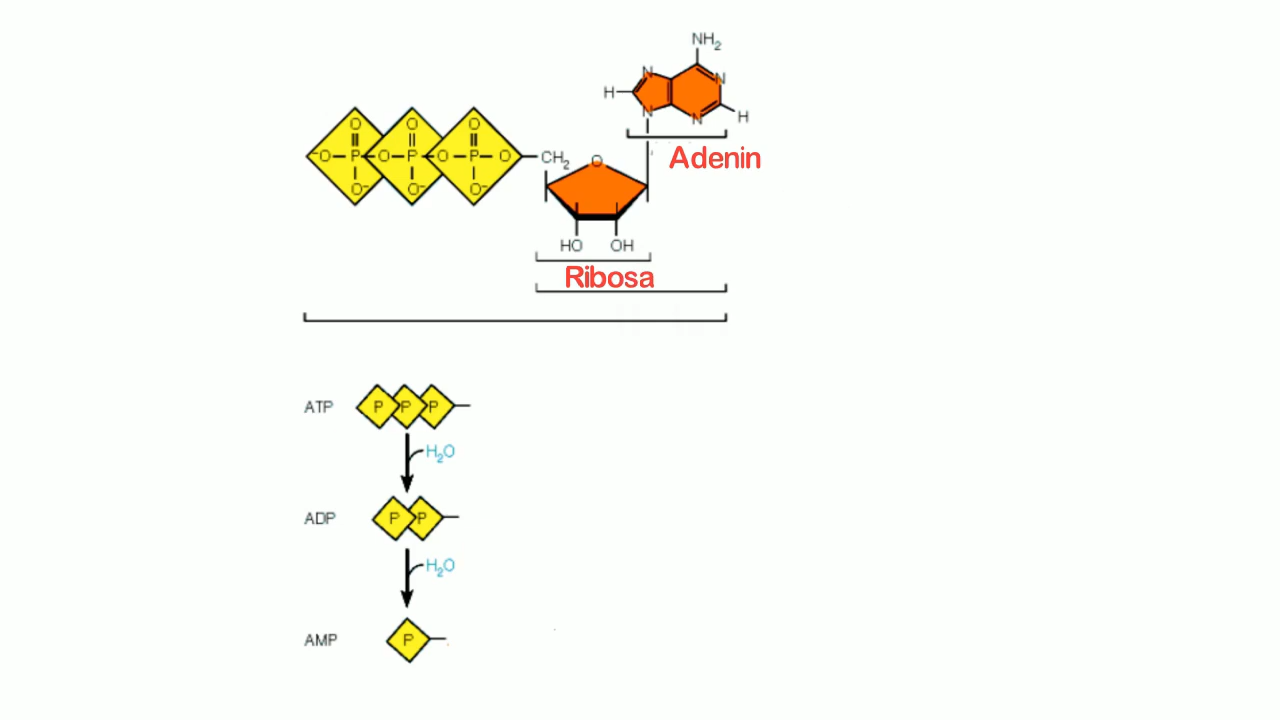 NH2
N
N
H
N
N
H
Adenin
O O O
-O P O P O P O CH2
O- O- O-
O
HO OH
Ribosa
ATP P P P
H2O
ADP P P
H2O
AMP P